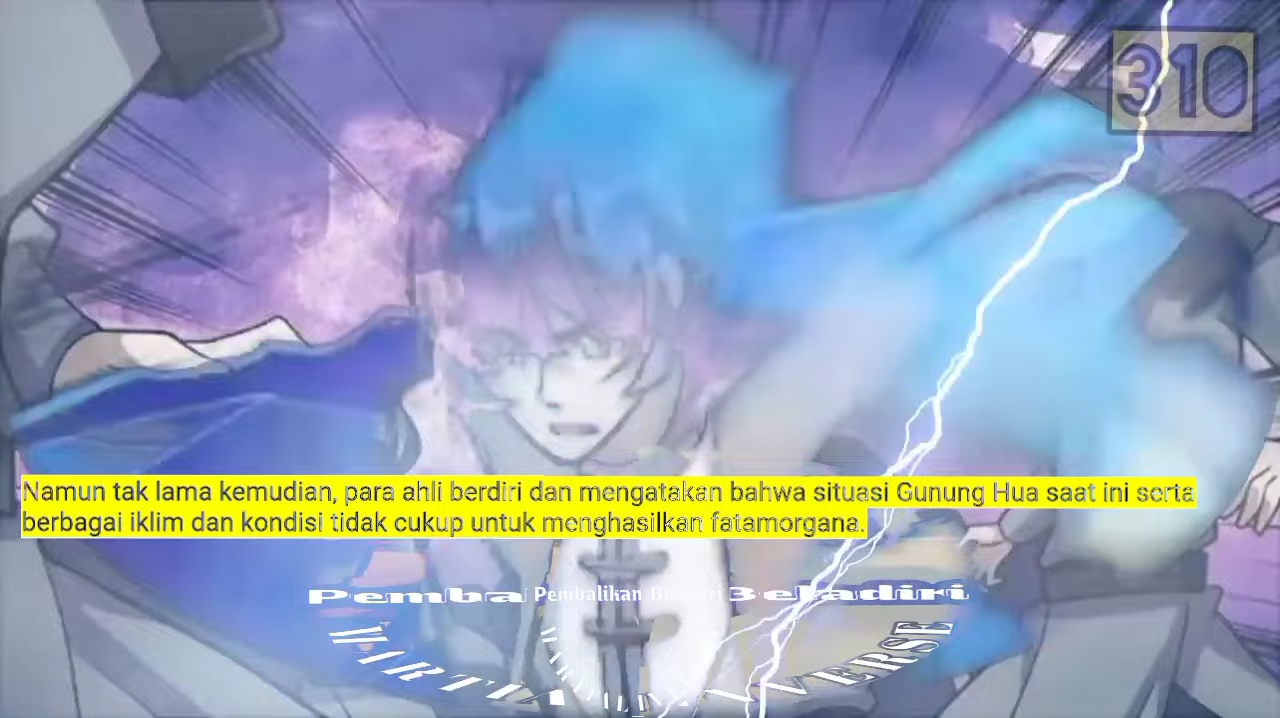 310
Namun tak lama kemudian, para ahli berdiri dan mengatakan bahwa situasi Gunung Hua saat ini serta
berbagai iklim dan kondisi tidak cukup untuk menghasilkan fatamorgana.
Pembalikan